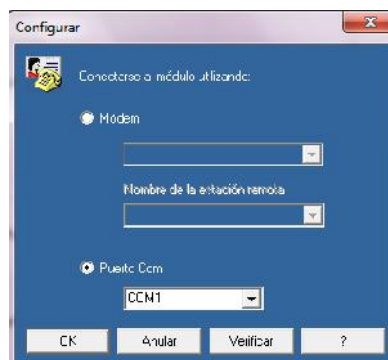 Configurar
Conectarse a módulo utilizando:
Módem
Nombre de la estación remota
Puerto Com
COM1
OK
Anular
Verificar
?